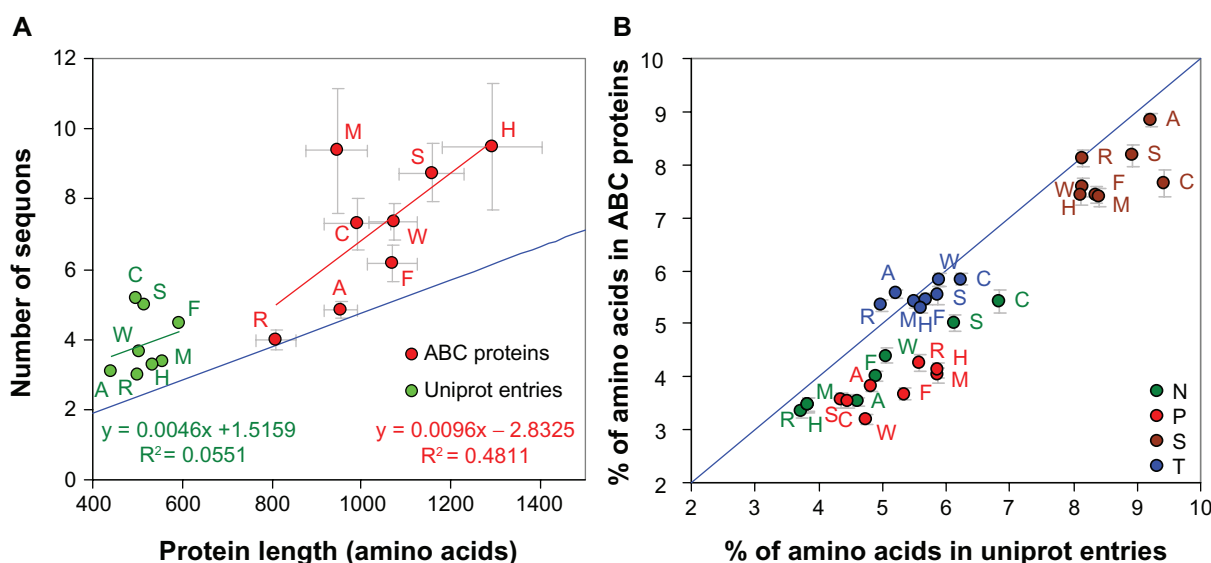 A
Number of sequons
12
10
8
6
4
2
0
400
600
800
1000
1200
1400
Protein length (amino acids)
M
H
S
C
W
F
A
R
C
S
F
W
M
H
A
R
ABC proteins
Uniprot entries
y = 0.0046x +1.5159
R² = 0.0551
y = 0.0096x – 2.8325
R² = 0.4811
B
% of amino acids in ABC proteins
10
9
8
7
6
5
4
3
2
2
3
4
5
6
7
8
9
10
% of amino acids in uniprot entries
A
R
S
W
F
C
H
M
W
A
C
R
M
H
F
S
C
S
W
F
M
A
R
H
R
H
A
M
F
S
C
W
N
P
S
T